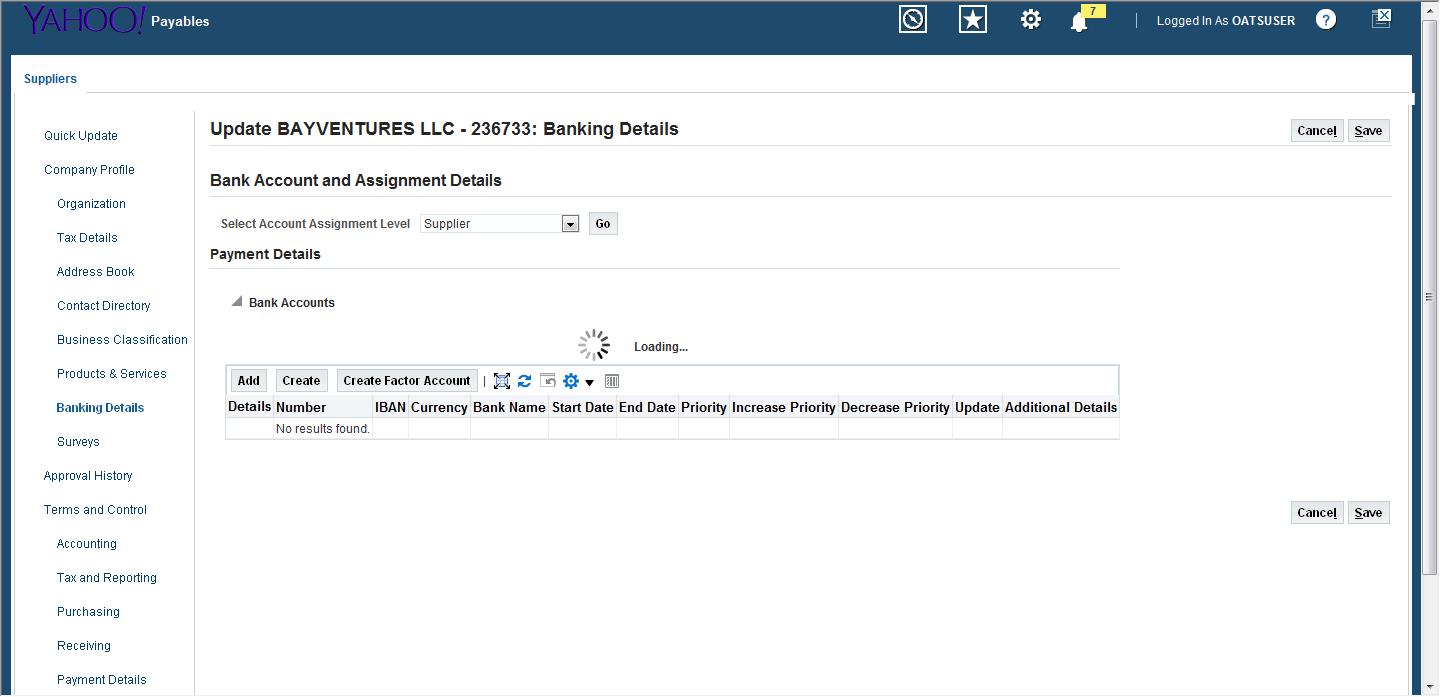 YAHOO! Payables
7
Logged In As OATSUSER
?
Suppliers
Quick Update
Company Profile
Organization
Tax Details
Address Book
Contact Directory
Business Classification
Products & Services
Banking Details
Surveys
Approval History
Terms and Control
Accounting
Tax and Reporting
Purchasing
Receiving
Payment Details
Update BAYVENTURES LLC - 236733: Banking Details
Cancel Save
Bank Account and Assignment Details
Select Account Assignment Level Supplier Go
Payment Details
Bank Accounts
Loading...
Add Create Create Factor Account |
Details Number IBAN Currency Bank Name Start Date End Date Priority Increase Priority Decrease Priority Update Additional Details
No results found.
Cancel Save